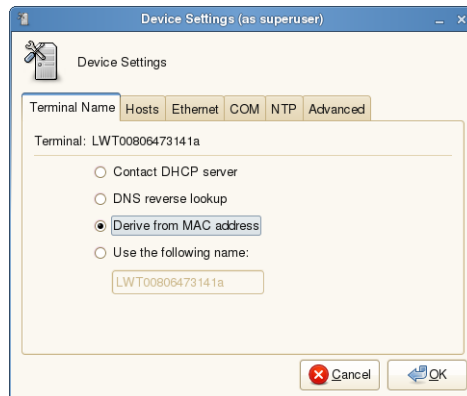 Device Settings (as superuser)
Device Settings
Terminal Name Hosts Ethernet COM NTP Advanced
Terminal: LWT00806473141a
Contact DHCP server
DNS reverse lookup
Derive from MAC address
Use the following name:
LWT00806473141a
Cancel OK